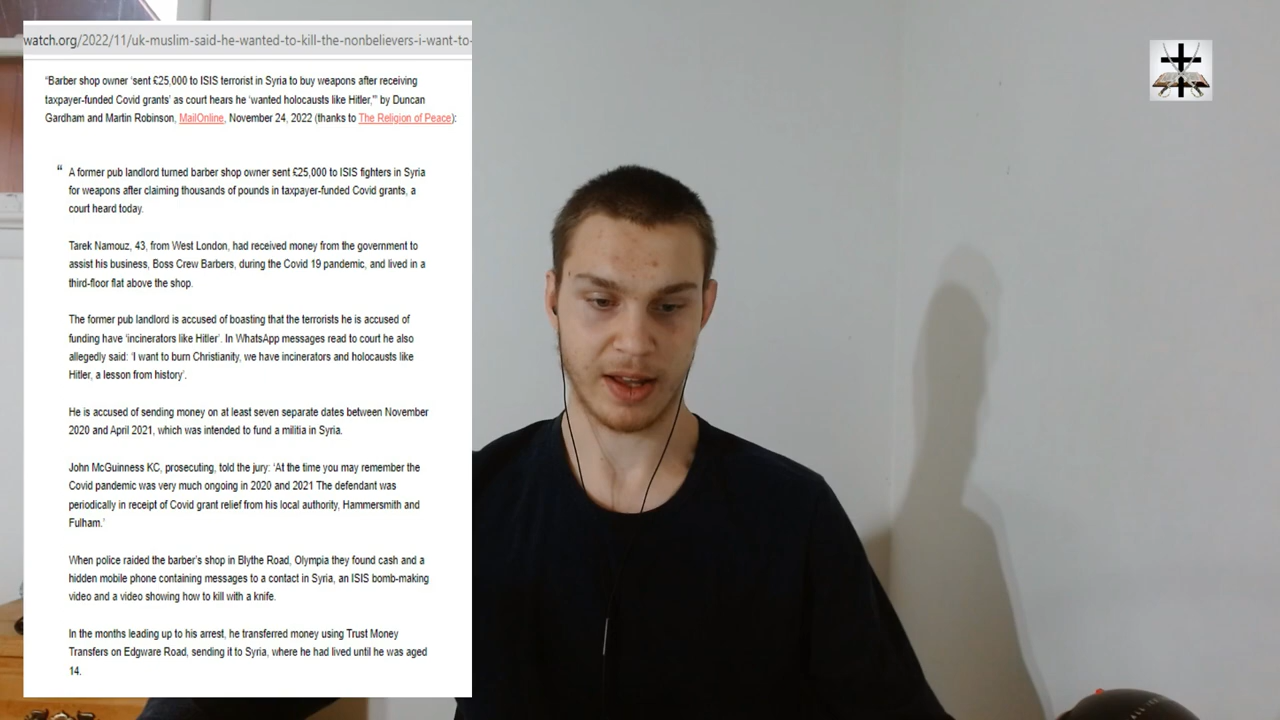 watch.org/2022/11/uk-muslim-said-he-wanted-to-kill-the-nonbelievers-i-want-to-
"Barber shop owner 'sent £25,000 to ISIS terrorist in Syria to buy weapons after receiving
taxpayer-funded Covid grants' as court hears he 'wanted holocausts like Hitler,'" by Duncan
Gardham and Martin Robinson, MailOnline, November 24, 2022 (thanks to The Religion of Peace):
“ A former pub landlord turned barber shop owner sent £25,000 to ISIS fighters in Syria
for weapons after claiming thousands of pounds in taxpayer-funded Covid grants, a
court heard today.
Tarek Namouz, 43, from West London, had received money from the government to
assist his business, Boss Crew Barbers, during the Covid 19 pandemic, and lived in a
third-floor flat above the shop.
The former pub landlord is accused of boasting that the terrorists he is accused of
funding have 'incinerators like Hitler'. In WhatsApp messages read to court he also
allegedly said: 'I want to burn Christianity, we have incinerators and holocausts like
Hitler, a lesson from history'.
He is accused of sending money on at least seven separate dates between November
2020 and April 2021, which was intended to fund a militia in Syria.
John McGuinness KC, prosecuting, told the jury: 'At the time you may remember the
Covid pandemic was very much ongoing in 2020 and 2021 The defendant was
periodically in receipt of Covid grant relief from his local authority, Hammersmith and
Fulham.'
When police raided the barber's shop in Blythe Road, Olympia they found cash and a
hidden mobile phone containing messages to a contact in Syria, an ISIS bomb-making
video and a video showing how to kill with a knife.
In the months leading up to his arrest, he transferred money using Trust Money
Transfers on Edgware Road, sending it to Syria, where he had lived until he was aged
14.